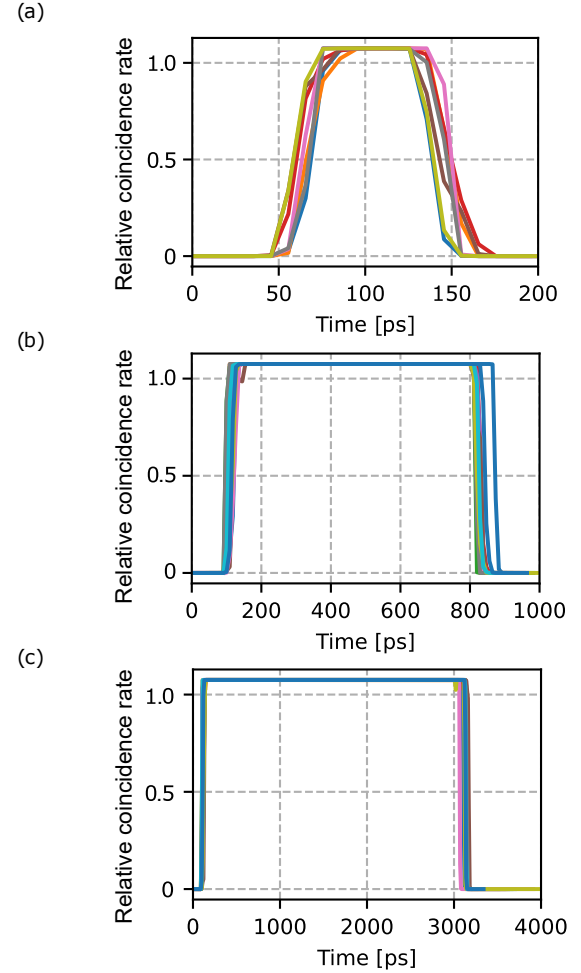 (a)
Relative coincidence rate
1.0
0.5
0
0 50 100 150 200
Time [ps]
(b)
Relative coincidence rate
1.0
0.5
0
0 200 400 600 800 1000
Time [ps]
(c)
Relative coincidence rate
1.0
0.5
0
0 1000 2000 3000 4000
Time [ps]